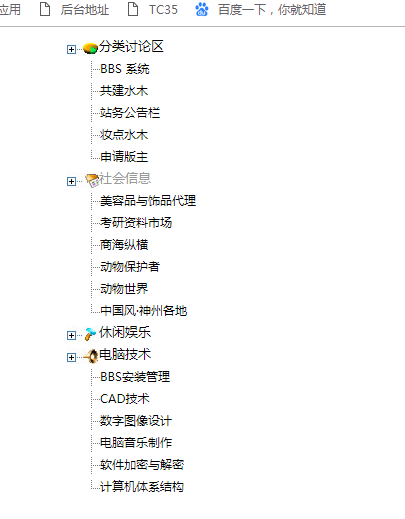 应用 后台地址 TC35 百度一下，你就知道
分类讨论区
BBS 系统
共建水木
站务公告栏
妆点水木
申请版主
社会信息
美容品与饰品代理
考研资料市场
商海纵横
动物保护者
动物世界
中国风·神州各地
休闲娱乐
电脑技术
BBS安装管理
CAD技术
数字图像设计
电脑音乐制作
软件加密与解密
计算机体系结构